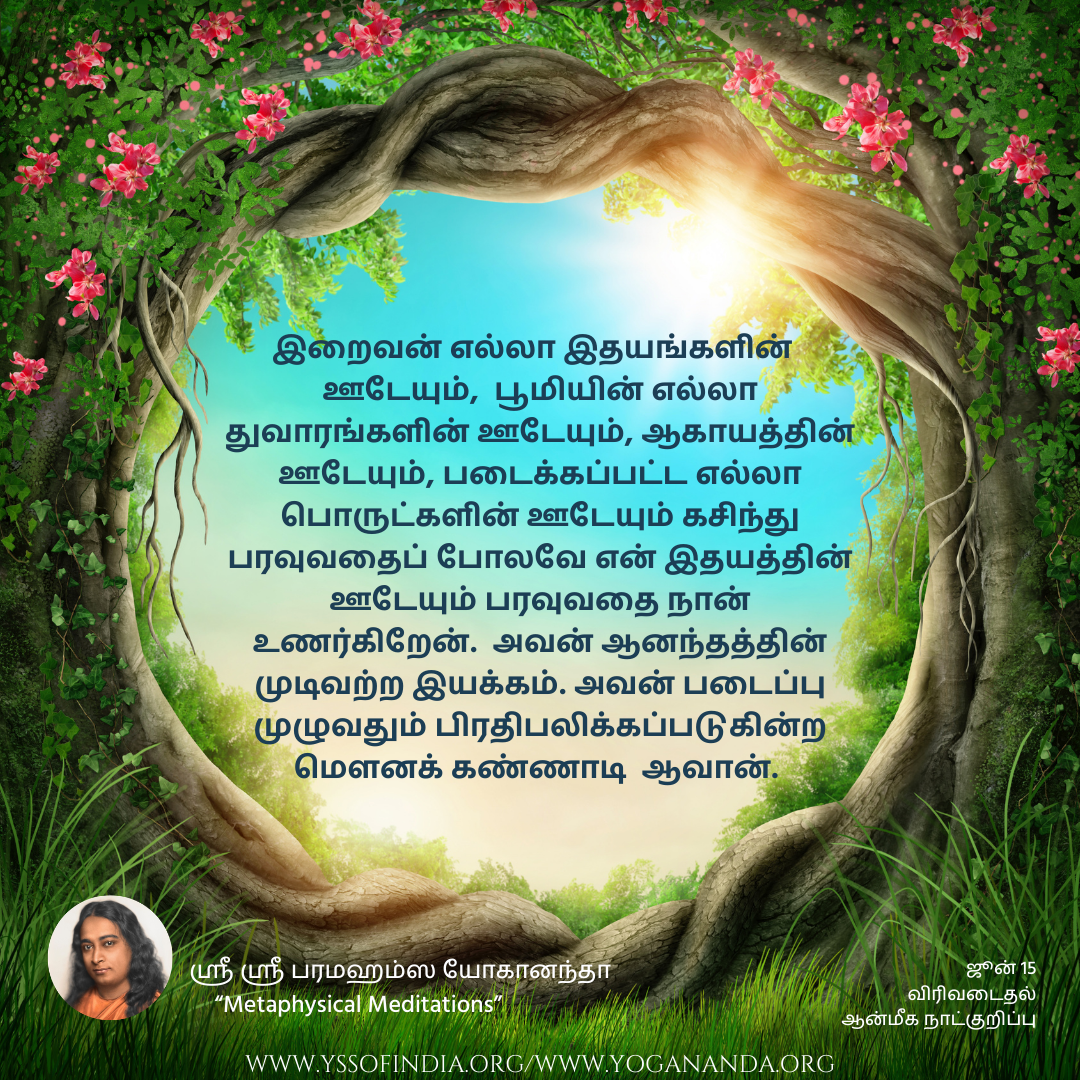 இறைவன் எல்லா இதயங்களின்
ஊடேயும், பூமியின் எல்லா
துவாரங்களின் ஊடேயும், ஆகாயத்தின்
ஊடேயும், படைக்கப்பட்ட எல்லா
பொருட்களின் ஊடேயும் கசிந்து
பரவுவதைப் போலவே என் இதயத்தின்
ஊடேயும் பரவுவதை நான்
உணர்கிறேன். அவன் ஆனந்தத்தின்
முடிவற்ற இயக்கம். அவன் படைப்பு
முழுவதும் பிரதிபலிக்கப்படுகின்ற
மௌனக் கண்ணாடி ஆவான்.
ஸ்ரீ ஸ்ரீ பரமஹம்ஸ யோகானந்தா
“Metaphysical Meditations”
ஜூன் 15
விரிவடைதல்
ஆன்மீக நாட்குறிப்பு
WWW.YSSOFINDIA.ORG/WWW.YOGANANDA.ORG